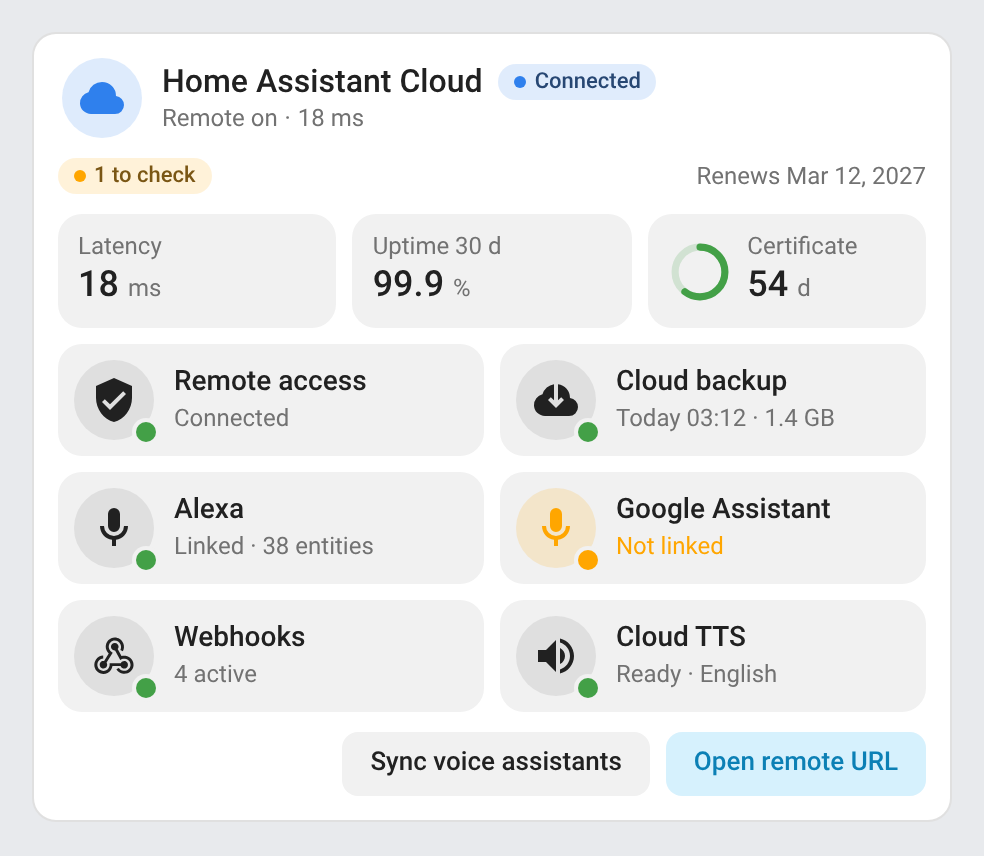 Home Assistant Cloud
Connected
Remote on · 18 ms
1 to check
Renews Mar 12, 2027
Latency
18 ms
Uptime 30 d
99.9 %
Certificate
54 d
Remote access
Connected
Cloud backup
Today 03:12 · 1.4 GB
Alexa
Linked · 38 entities
Google Assistant
Not linked
Webhooks
4 active
Cloud TTS
Ready · English
Sync voice assistants
Open remote URL